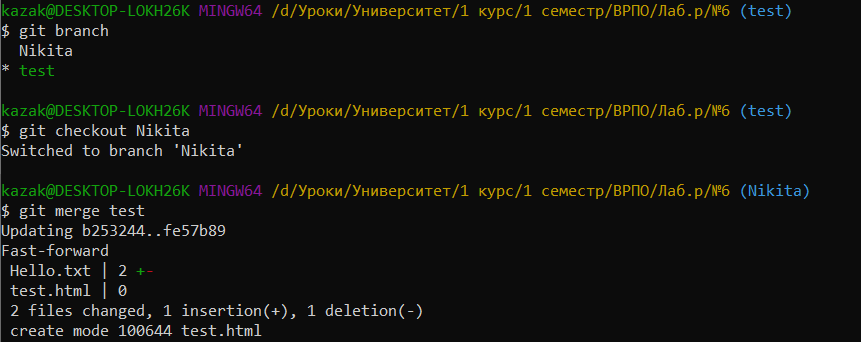 kazak@DESKTOP-LOKH26K MINGW64 /d/Уроки/Университет/1 курс/1 семестр/ВРПО/Лаб.р/№6 (test)
$ git branch
  Nikita
* test
kazak@DESKTOP-LOKH26K MINGW64 /d/Уроки/Университет/1 курс/1 семестр/ВРПО/Лаб.р/№6 (test)
$ git checkout Nikita
Switched to branch 'Nikita'
kazak@DESKTOP-LOKH26K MINGW64 /d/Уроки/Университет/1 курс/1 семестр/ВРПО/Лаб.р/№6 (Nikita)
$ git merge test
Updating b253244..fe57b89
Fast-forward
 Hello.txt | 2 +-
 test.html | 0
 2 files changed, 1 insertion(+), 1 deletion(-)
 create mode 100644 test.html